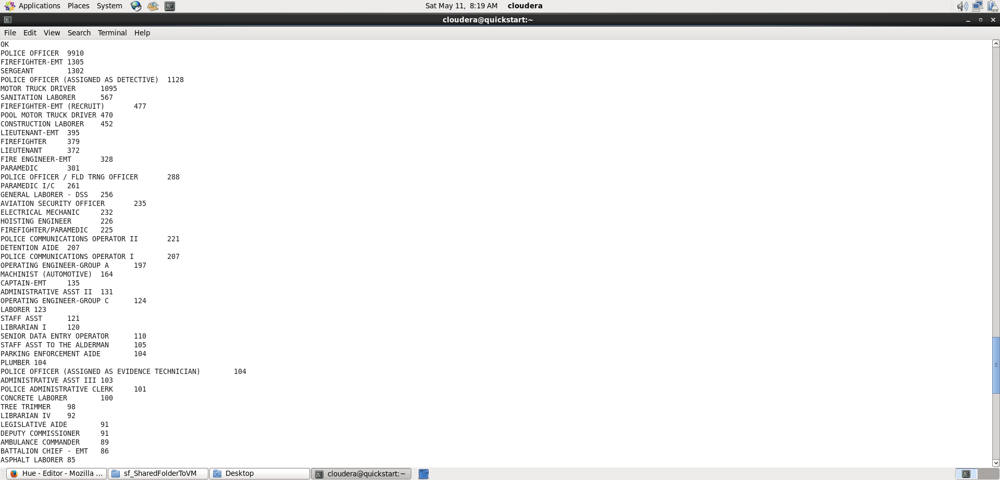 Applications Places System Sat May 11, 8:19 AM cloudera
cloudera@quickstart:~
File Edit View Search Terminal Help
OK
POLICE OFFICER 9910
FIREFIGHTER-EMT 1305
SERGEANT 1302
POLICE OFFICER (ASSIGNED AS DETECTIVE) 1128
MOTOR TRUCK DRIVER 1095
SANITATION LABORER 567
FIREFIGHTER-EMT (RECRUIT) 477
POOL MOTOR TRUCK DRIVER 470
CONSTRUCTION LABORER 452
LIEUTENANT-EMT 395
FIREFIGHTER 379
LIEUTENANT 372
FIRE ENGINEER-EMT 328
PARAMEDIC 301
POLICE OFFICER / FLD TRNG OFFICER 288
PARAMEDIC I/C 261
GENERAL LABORER - DSS 256
AVIATION SECURITY OFFICER 235
ELECTRICAL MECHANIC 232
HOISTING ENGINEER 226
FIREFIGHTER/PARAMEDIC 225
POLICE COMMUNICATIONS OPERATOR II 221
DETENTION AIDE 207
POLICE COMMUNICATIONS OPERATOR I 207
OPERATING ENGINEER-GROUP A 197
MACHINIST (AUTOMOTIVE) 164
CAPTAIN-EMT 135
ADMINISTRATIVE ASST II 131
OPERATING ENGINEER-GROUP C 124
LABORER 123
STAFF ASST 121
LIBRARIAN I 120
SENIOR DATA ENTRY OPERATOR 110
STAFF ASST TO THE ALDERMAN 105
PARKING ENFORCEMENT AIDE 104
PLUMBER 104
POLICE OFFICER (ASSIGNED AS EVIDENCE TECHNICIAN) 104
ADMINISTRATIVE ASST III 103
POLICE ADMINISTRATIVE CLERK 101
CONCRETE LABORER 100
TREE TRIMMER 98
LIBRARIAN IV 92
LEGISLATIVE AIDE 91
DEPUTY COMMISSIONER 91
AMBULANCE COMMANDER 89
BATTALION CHIEF - EMT 86
ASPHALT LABORER 85
Hue - Editor - Mozilla ... sf_SharedFolderToVM Desktop cloudera@quickstart:~